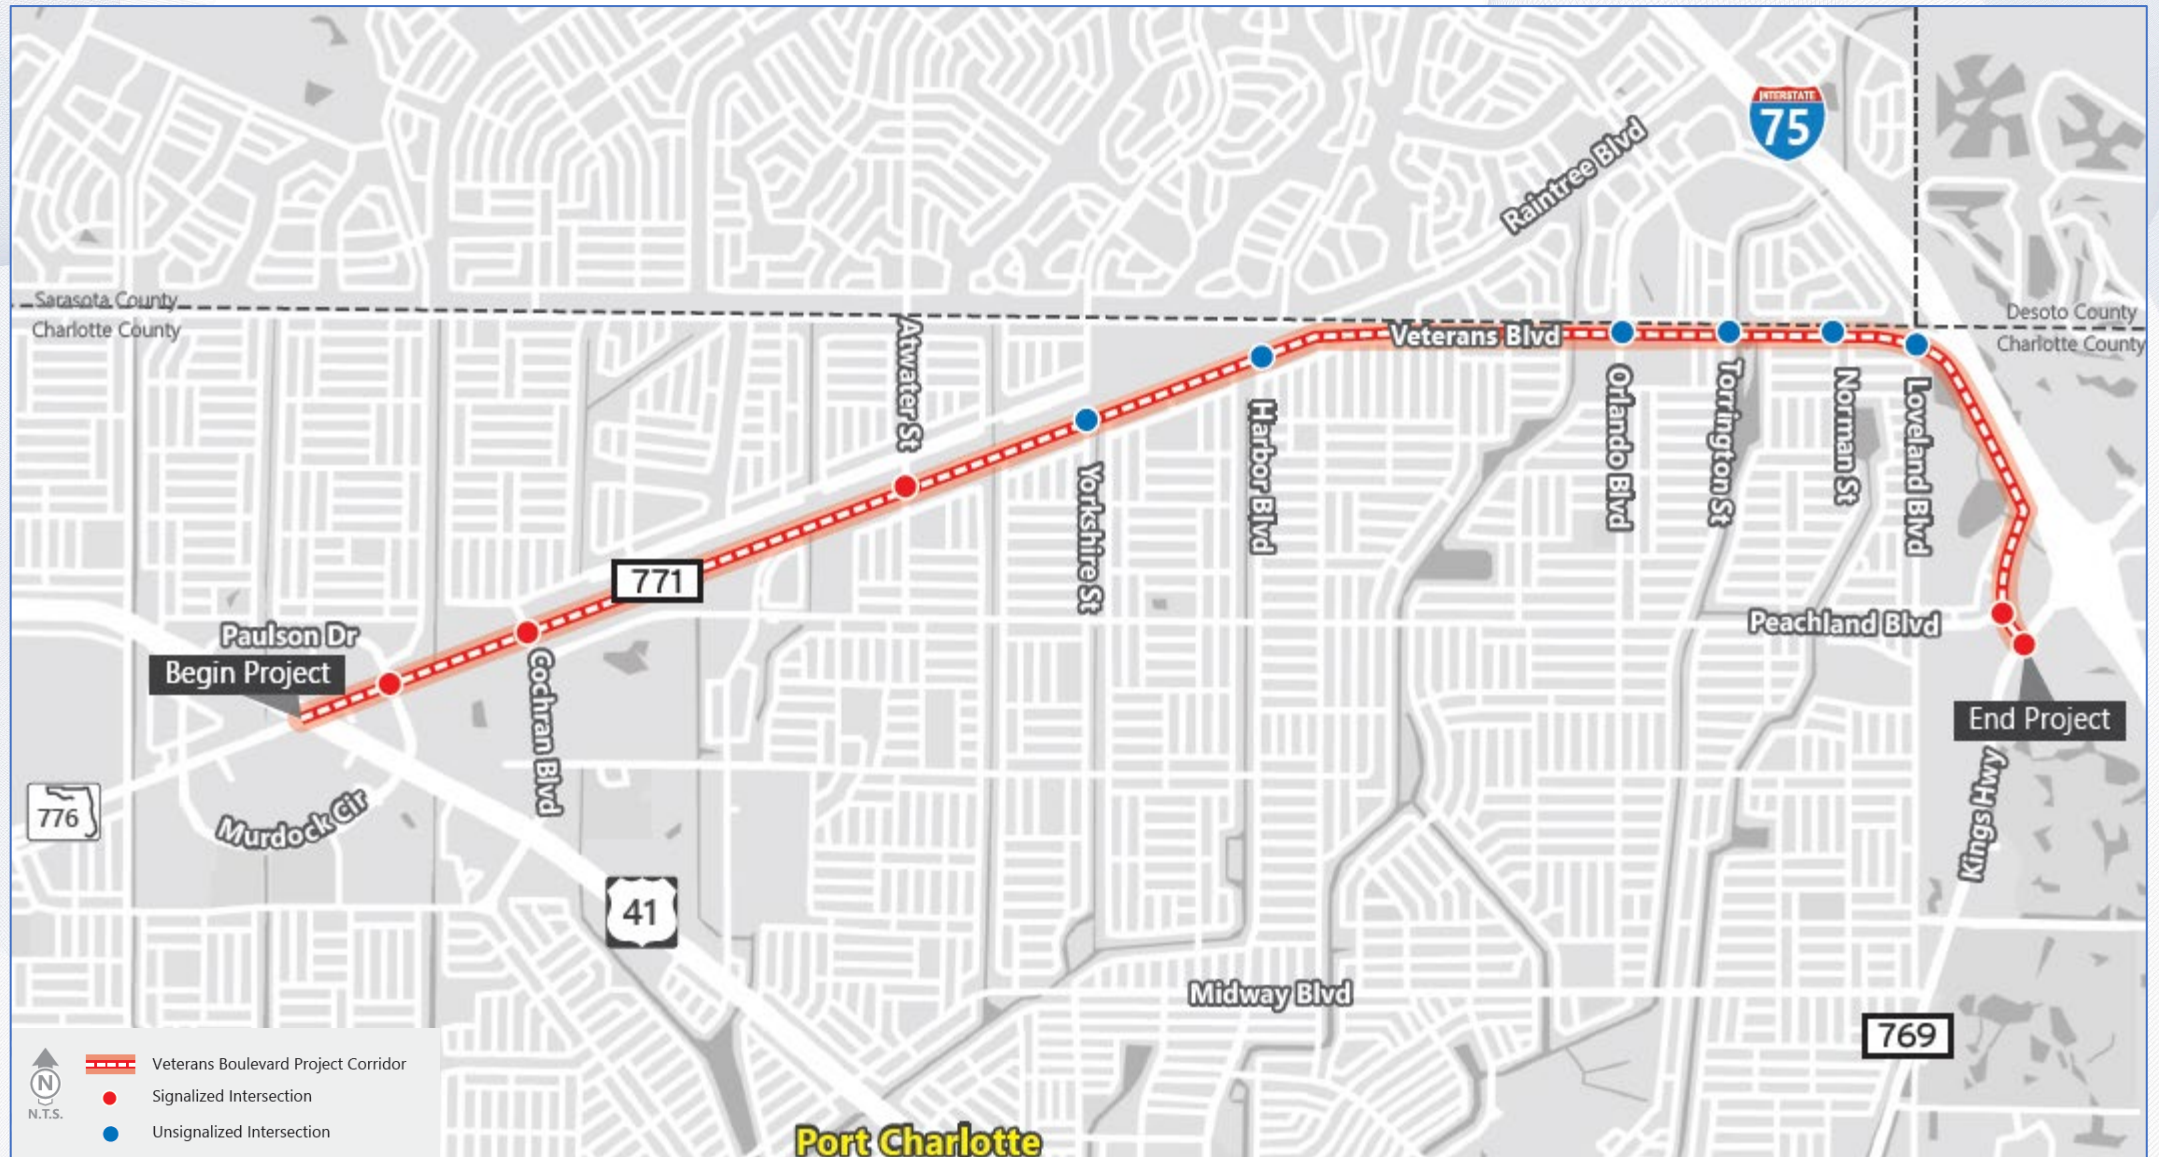 INTERSTATE
75
Raintree Blvd
Sarasota County
Charlotte County
Desoto County
Charlotte County
Veterans Blvd
Atwater St
Yorkshire St
Harbor Blvd
Orlando Blvd
Torrington St
Norman St
Loveland Blvd
771
Paulson Dr
Begin Project
Cochran Blvd
Peachland Blvd
End Project
Kings Hwy
776
Murdock Cir
41
Midway Blvd
769
Port Charlotte
N
N.T.S.
Veterans Boulevard Project Corridor
Signalized Intersection
Unsignalized Intersection